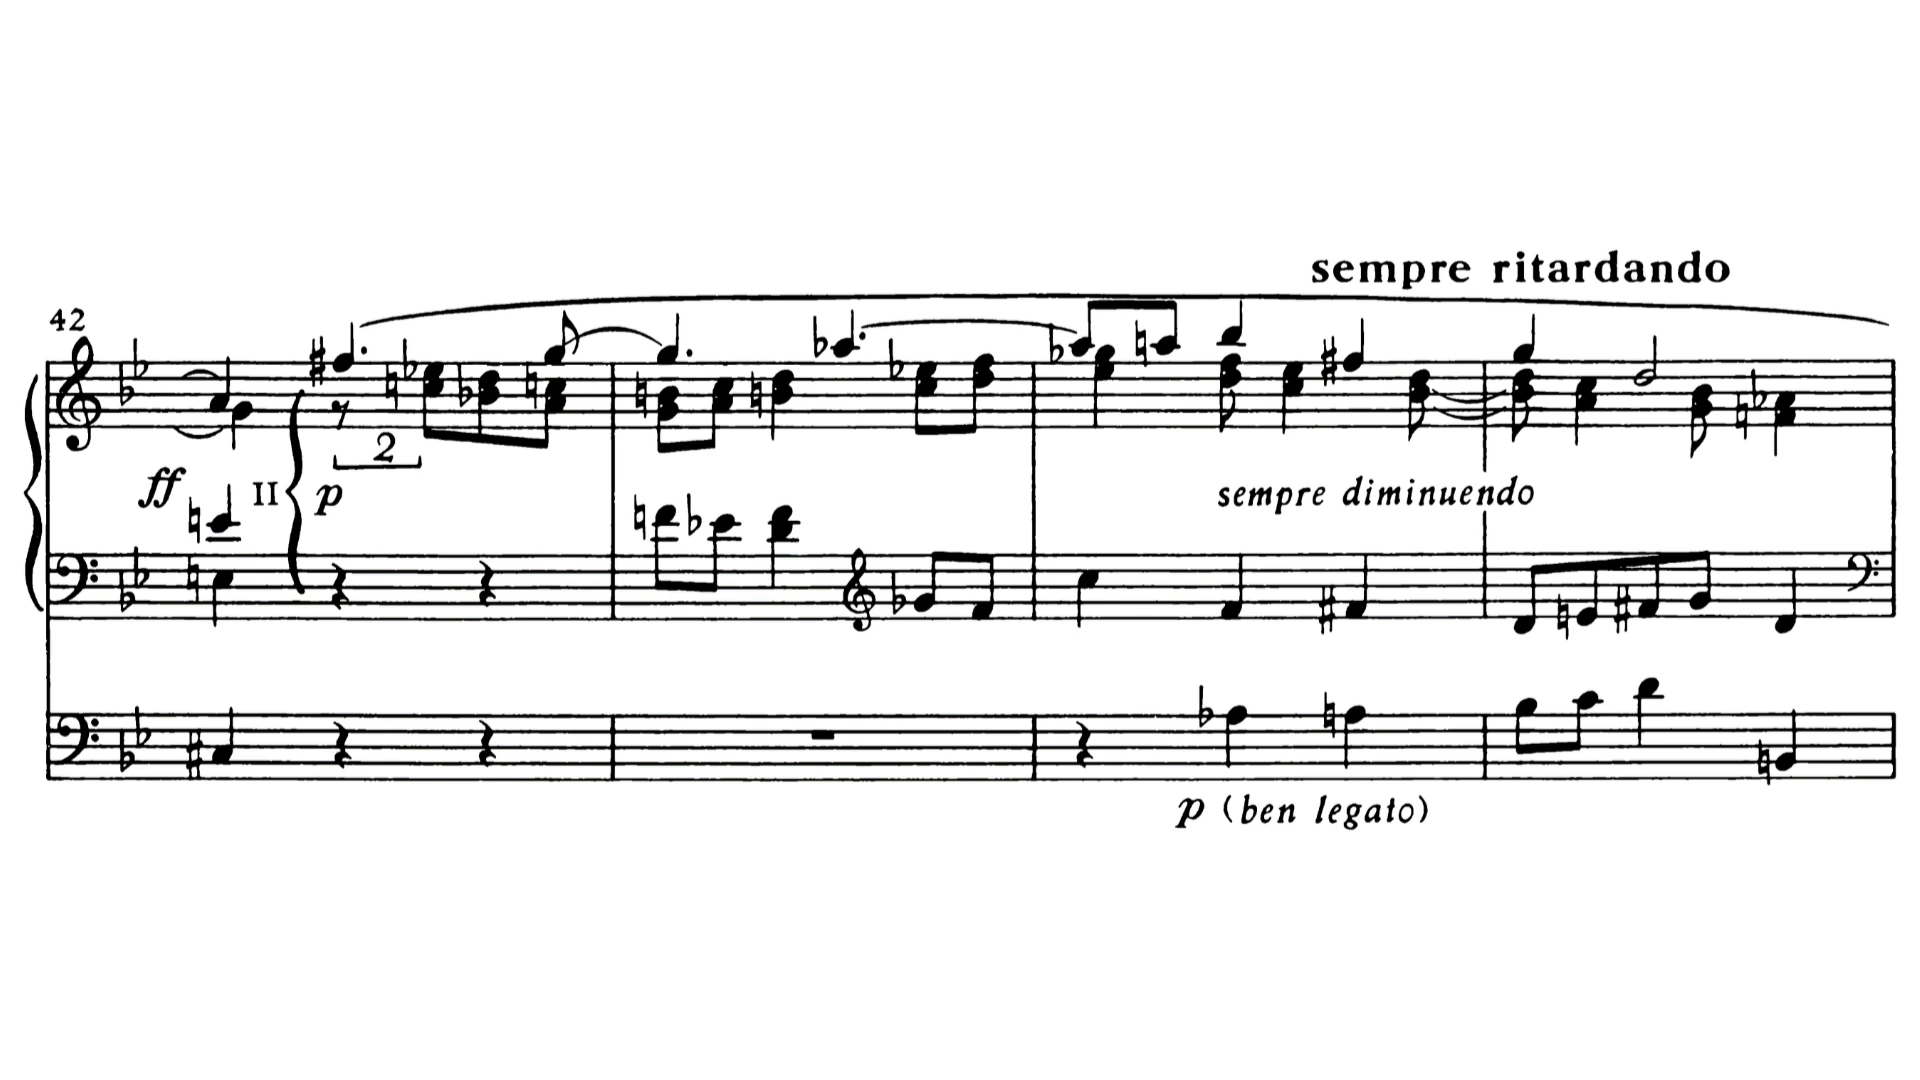 sempre ritardando
42
2
ff II p
sempre diminuendo
p (ben legato)